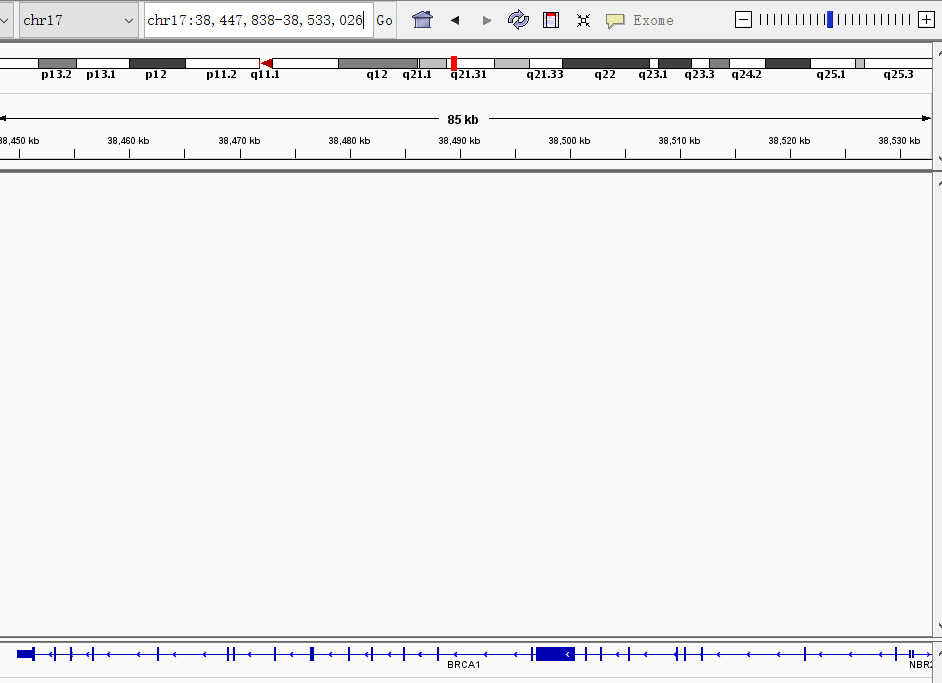 chr17 chr17:38,447,838-38,533,026 Go Exome
p13.2 p13.1 p12 p11.2 q11.1 q12 q21.1 q21.31 q21.33 q22 q23.1 q23.3 q24.2 q25.1 q25.3
85 kb
38,450 kb 38,460 kb 38,470 kb 38,480 kb 38,490 kb 38,500 kb 38,510 kb 38,520 kb 38,530 kb
BRCA1 NBR2